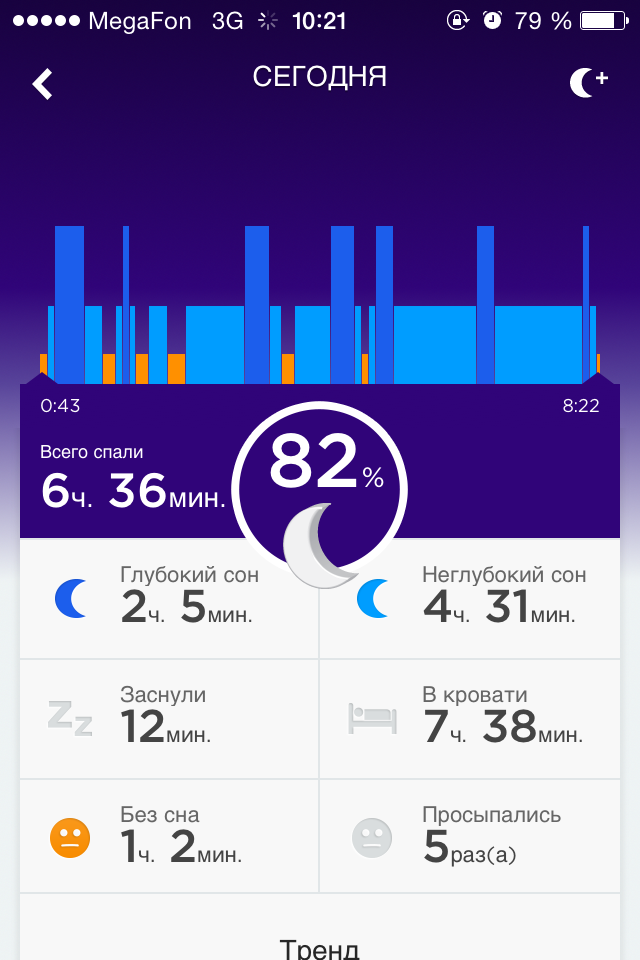 MegaFon 3G 10:21 79 %
СЕГОДНЯ
0:43 8:22
Всего спали
6ч. 36мин.
82%
Глубокий сон
2ч. 5мин.
Неглубокий сон
4ч. 31мин.
Заснули
12мин.
В кровати
7ч. 38мин.
Без сна
1ч. 2мин.
Просыпались
5раз(а)
Тренд